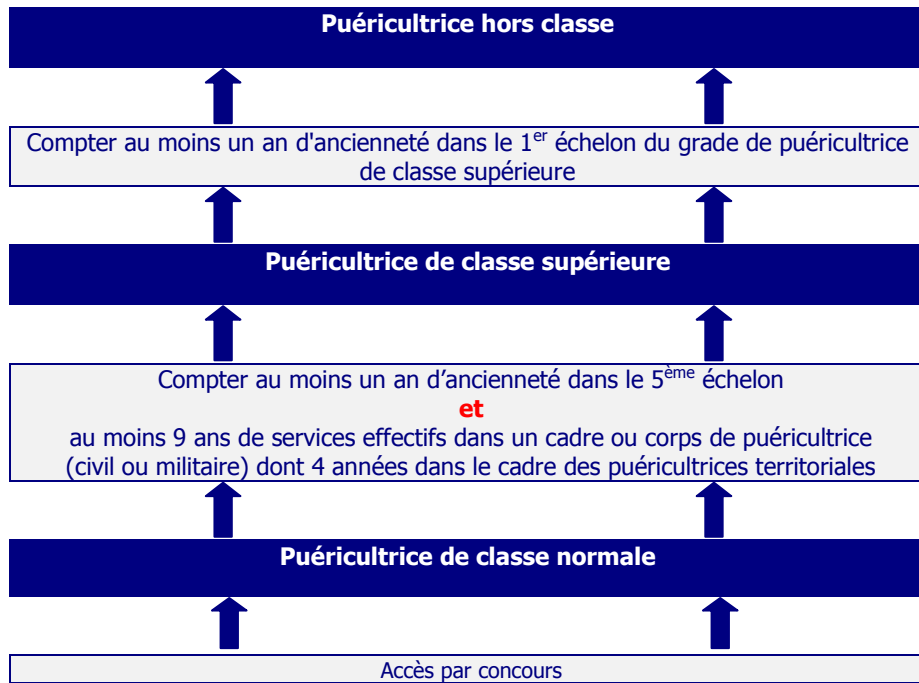 Puéricultrice hors classe
Compter au moins un an d'ancienneté dans le 1er échelon du grade de puéricultrice
de classe supérieure
Puéricultrice de classe supérieure
Compter au moins un an d’ancienneté dans le 5ème échelon
et
au moins 9 ans de services effectifs dans un cadre ou corps de puéricultrice
(civil ou militaire) dont 4 années dans le cadre des puéricultrices territoriales
Puéricultrice de classe normale
Accès par concours